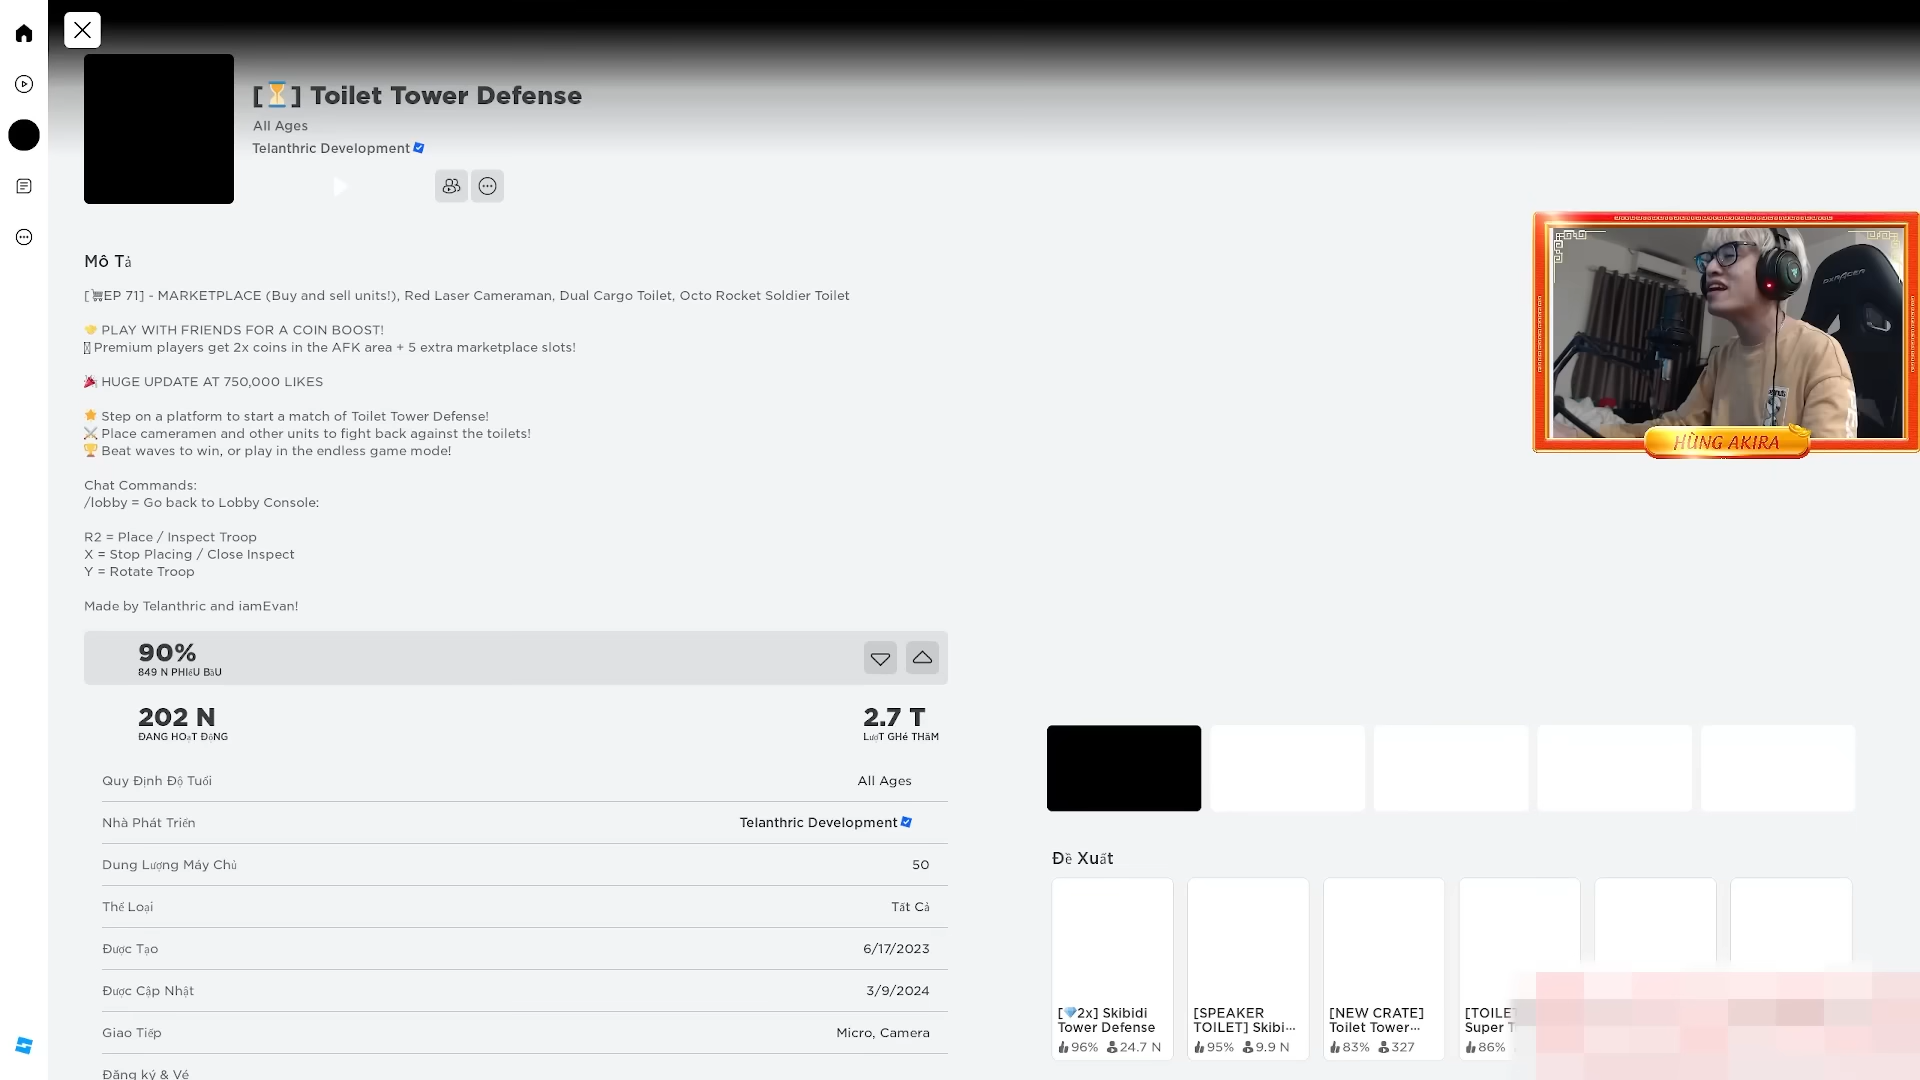 [⏳] Toilet Tower Defense
All Ages
Telanthric Development
Mô Tả
[🛒EP 71] - MARKETPLACE (Buy and sell units!), Red Laser Cameraman, Dual Cargo Toilet, Octo Rocket Soldier Toilet
🤝 PLAY WITH FRIENDS FOR A COIN BOOST!
Premium players get 2x coins in the AFK area + 5 extra marketplace slots!
🎉 HUGE UPDATE AT 750,000 LIKES
⭐ Step on a platform to start a match of Toilet Tower Defense!
⚔️ Place cameramen and other units to fight back against the toilets!
🏆 Beat waves to win, or play in the endless game mode!
Chat Commands:
/lobby = Go back to Lobby Console:
R2 = Place / Inspect Troop
X = Stop Placing / Close Inspect
Y = Rotate Troop
Made by Telanthric and iamEvan!
90%
849 N PHIếU BầU
202 N
ĐANG HOạT ĐộNG
2.7 T
LượT GHé THăM
Quy Định Độ Tuổi
All Ages
Nhà Phát Triển
Telanthric Development
Dung Lượng Máy Chủ
50
Thể Loại
Tất Cả
Được Tạo
6/17/2023
Được Cập Nhật
3/9/2024
Giao Tiếp
Micro, Camera
Đăng ký & Vé
HÙNG AKIRA
Đề Xuất
[💎2x] Skibidi
Tower Defense
96% 24.7 N
[SPEAKER
TOILET] Skibi...
95% 9.9 N
[NEW CRATE]
Toilet Tower...
83% 327
[TOILE
Super T
86%